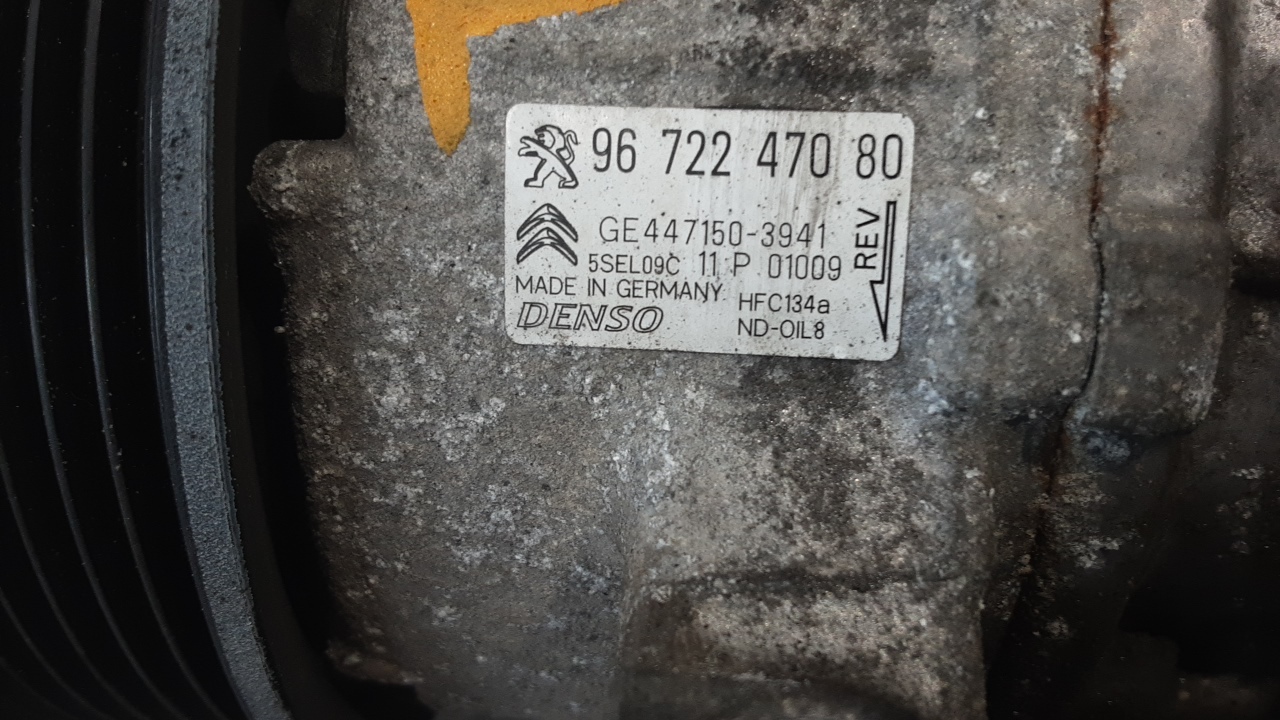 96 722 470 80
GE447150-3941
5SEL09C 11 P 01009
MADE IN GERMANY HFC134a
DENSO ND-OIL8
REV